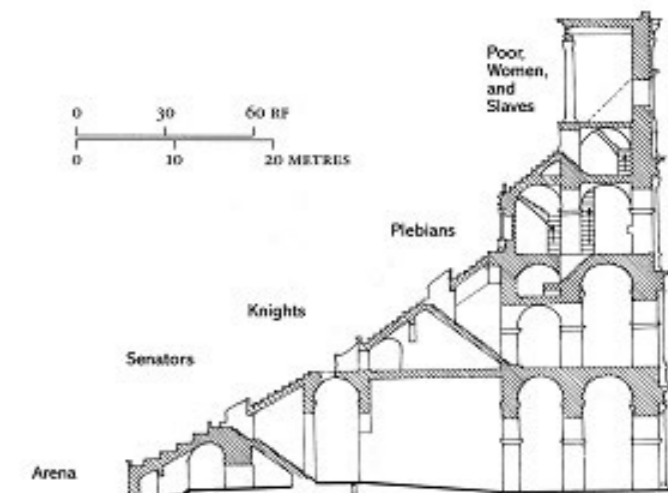 Poor,
Women,
and
Slaves
0 30 60 RF
0 10 20 METRES
Plebians
Knights
Senators
Arena